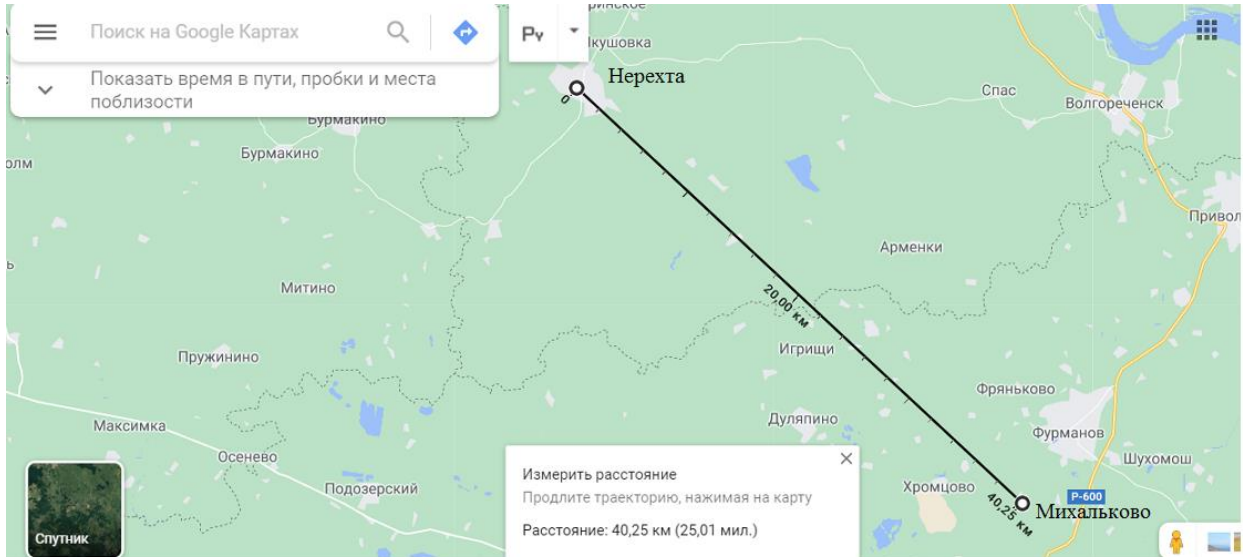 Поиск на Google Картах
Показать время в пути, пробки и места
поблизости
Нерехта
0
Спас
Волгореченск
Бурмакино
Бурмакино
Привол
Арменки
20,00 км
Митино
Игрищи
Пружинино
Фряньково
Максимка
Дуляпино
Фурманов
Осенево
Шухомош
Подозерский
Хромцово
40,25 км
Р-600
Михальково
Измерить расстояние
Продлите траекторию, нажимая на карту
Расстояние: 40,25 км (25,01 мил.)
Спутник